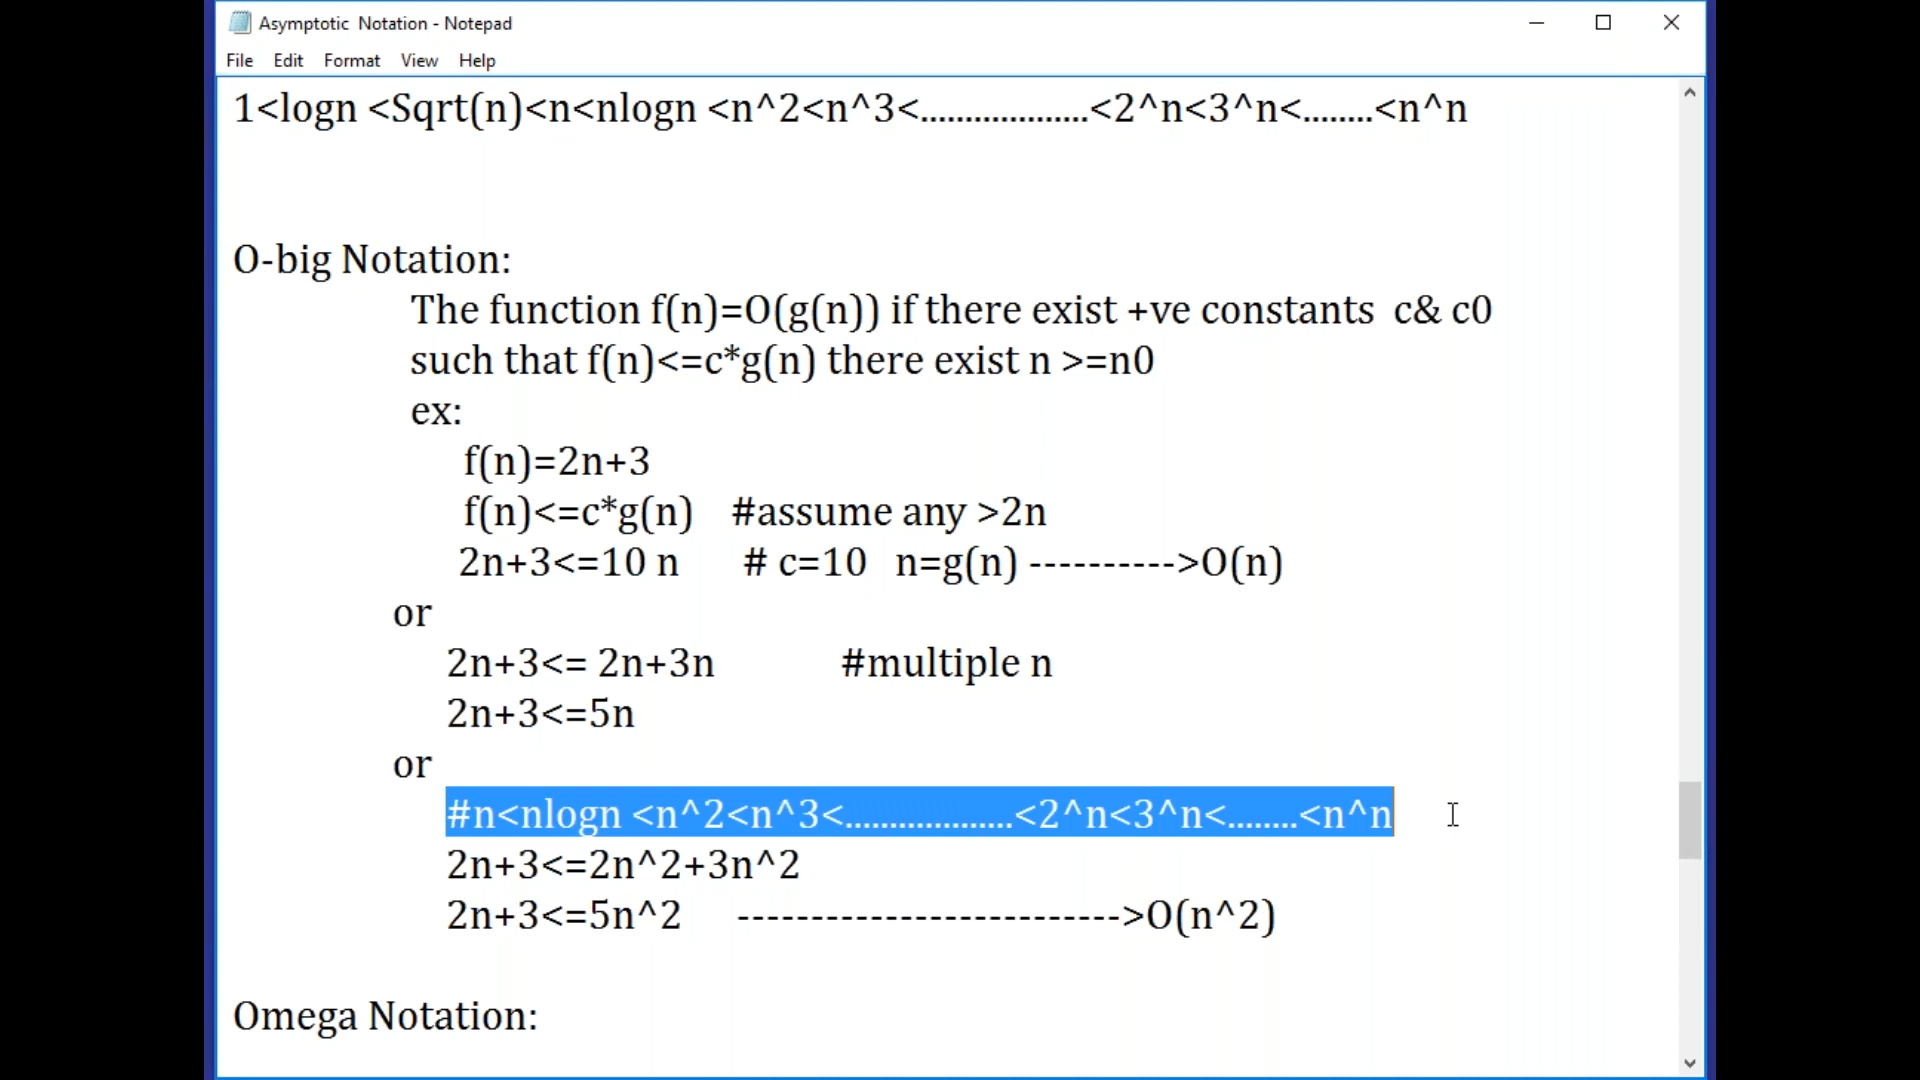 Asymptotic Notation - Notepad
File Edit Format View Help
1<logn <Sqrt(n)<n<nlogn <n^2<n^3<...................<2^n<3^n<........<n^n
O-big Notation:
The function f(n)=O(g(n)) if there exist +ve constants c& c0
such that f(n)<=c*g(n) there exist n >=n0
ex:
f(n)=2n+3
f(n)<=c*g(n) #assume any >2n
2n+3<=10 n # c=10 n=g(n) ---------->O(n)
or
2n+3<= 2n+3n #multiple n
2n+3<=5n
or
#n<nlogn <n^2<n^3<...................<2^n<3^n<........<n^n
2n+3<=2n^2+3n^2
2n+3<=5n^2 -------------------------->O(n^2)
Omega Notation: